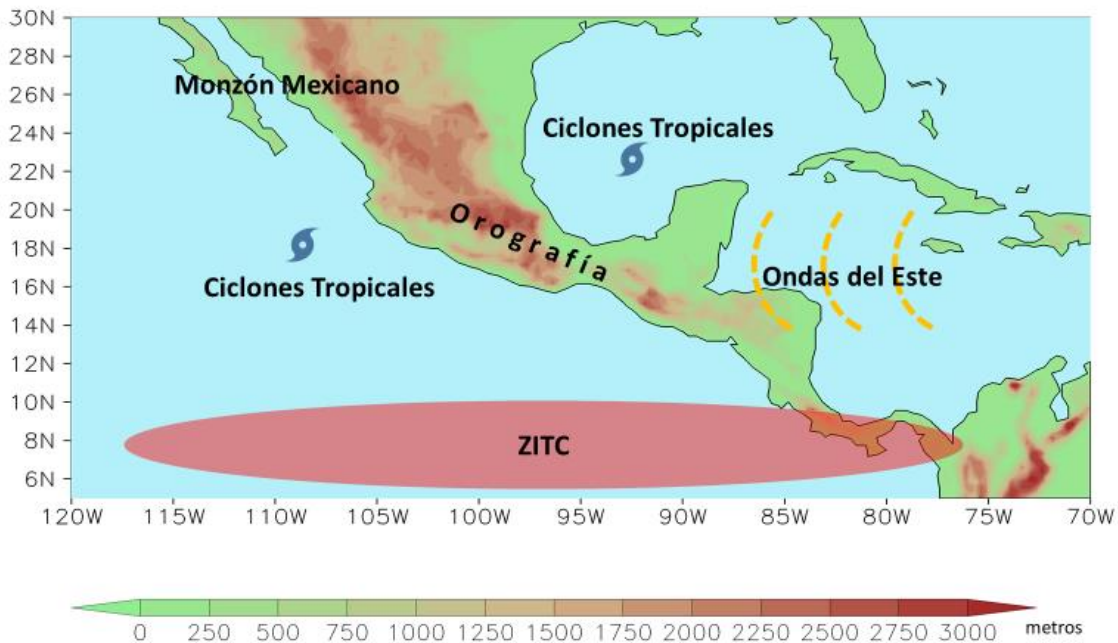 30N
28N
Monzón Mexicano
26N
24N
Ciclones Tropicales
22N
20N
Orografía
18N
Ondas del Este
Ciclones Tropicales
16N
14N
12N
10N
8N
ZITC
6N
120W 115W 110W 105W 100W 95W 90W 85W 80W 75W 70W
0 250 500 750 1000 1250 1500 1750 2000 2250 2500 2750 3000 metros